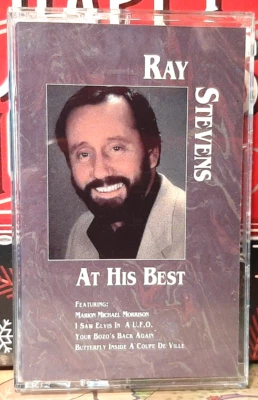 RAY
STEVENS
AT HIS BEST
FEATURING:
MARION MICHAEL MORRISON
I SAW ELVIS IN A U.F.O.
YOUR BOZO'S BACK AGAIN
BUTTERFLY INSIDE A COUPE DE VILLE